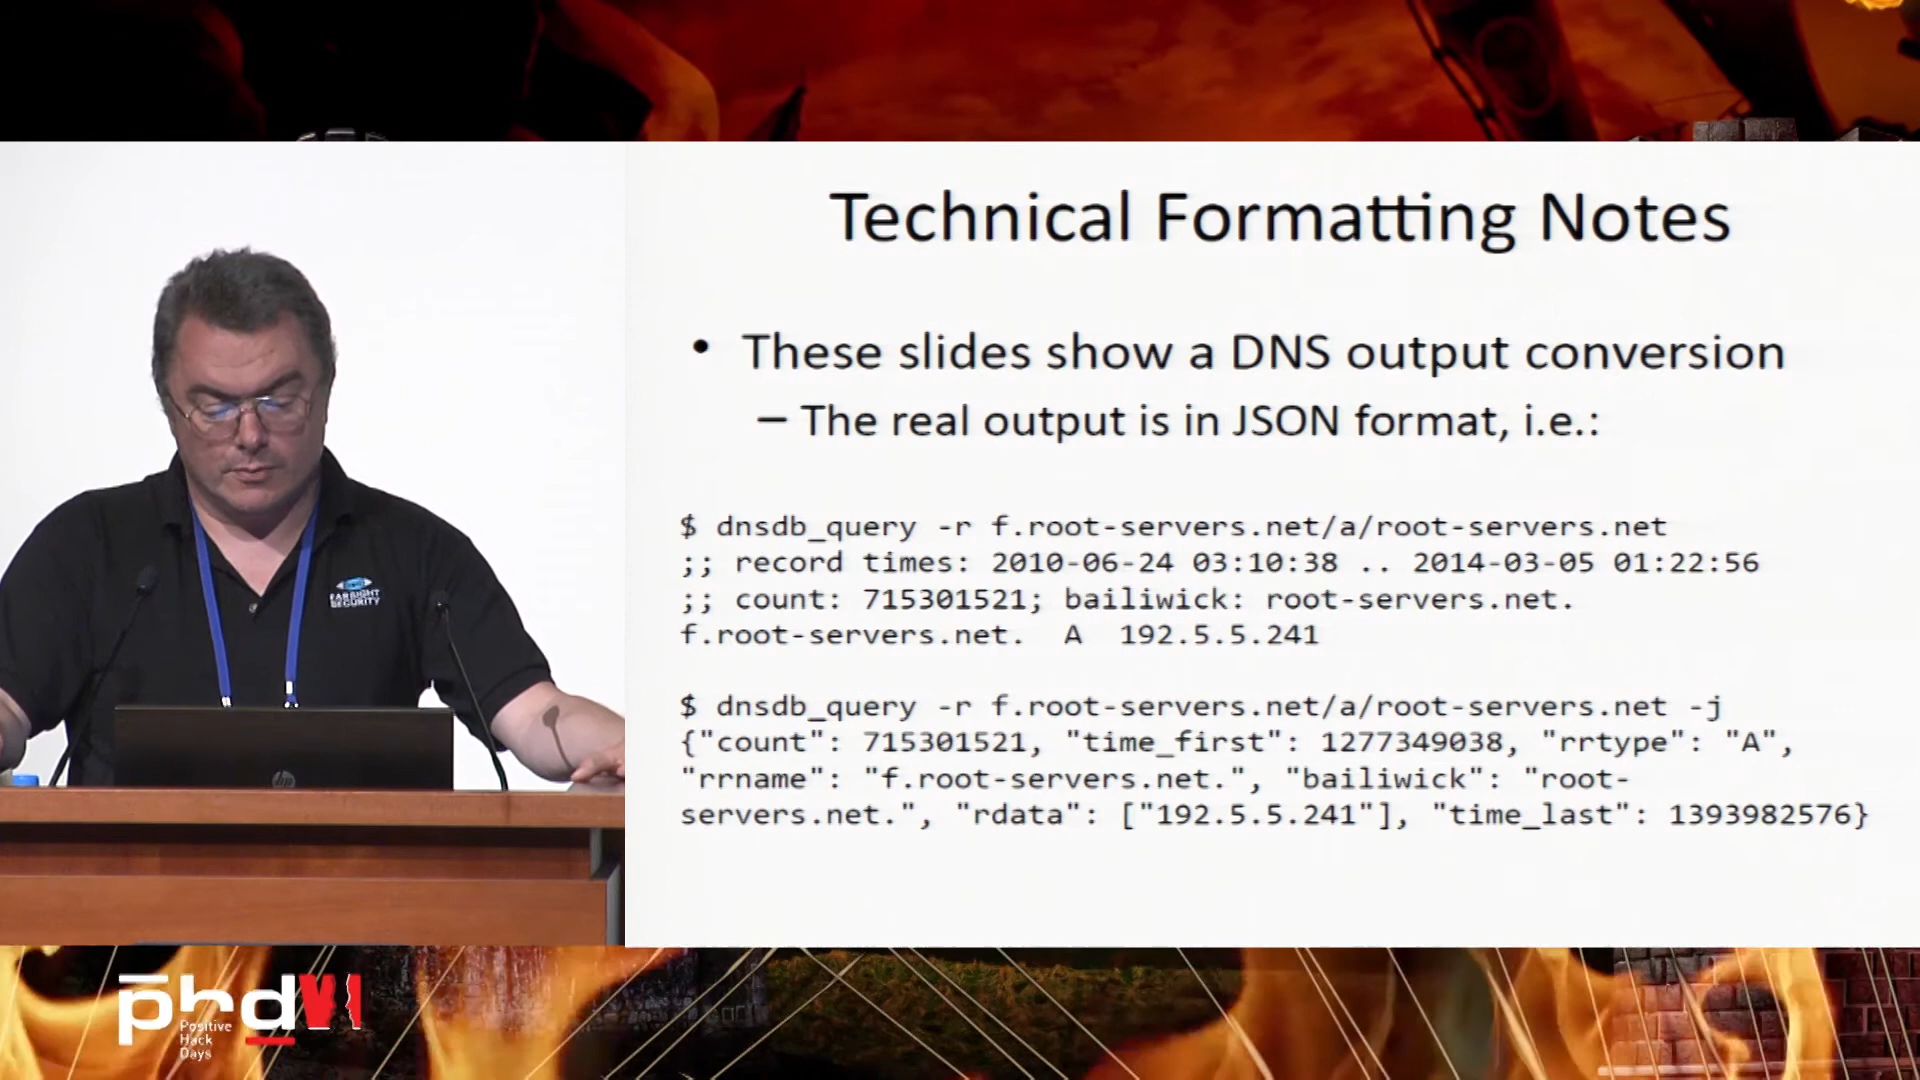 Technical Formatting Notes
• These slides show a DNS output conversion
– The real output is in JSON format, i.e.:
$ dnsdb_query -r f.root-servers.net/a/root-servers.net
;; record times: 2010-06-24 03:10:38 .. 2014-03-05 01:22:56
;; count: 715301521; bailiwick: root-servers.net.
f.root-servers.net.  A  192.5.5.241
$ dnsdb_query -r f.root-servers.net/a/root-servers.net -j
{"count": 715301521, "time_first": 1277349038, "rrtype": "A",
"rrname": "f.root-servers.net.", "bailiwick": "root-
servers.net.", "rdata": ["192.5.5.241"], "time_last": 1393982576}
FARSIGHT
SECURITY
hp
phd VI
Positive
Hack
Days